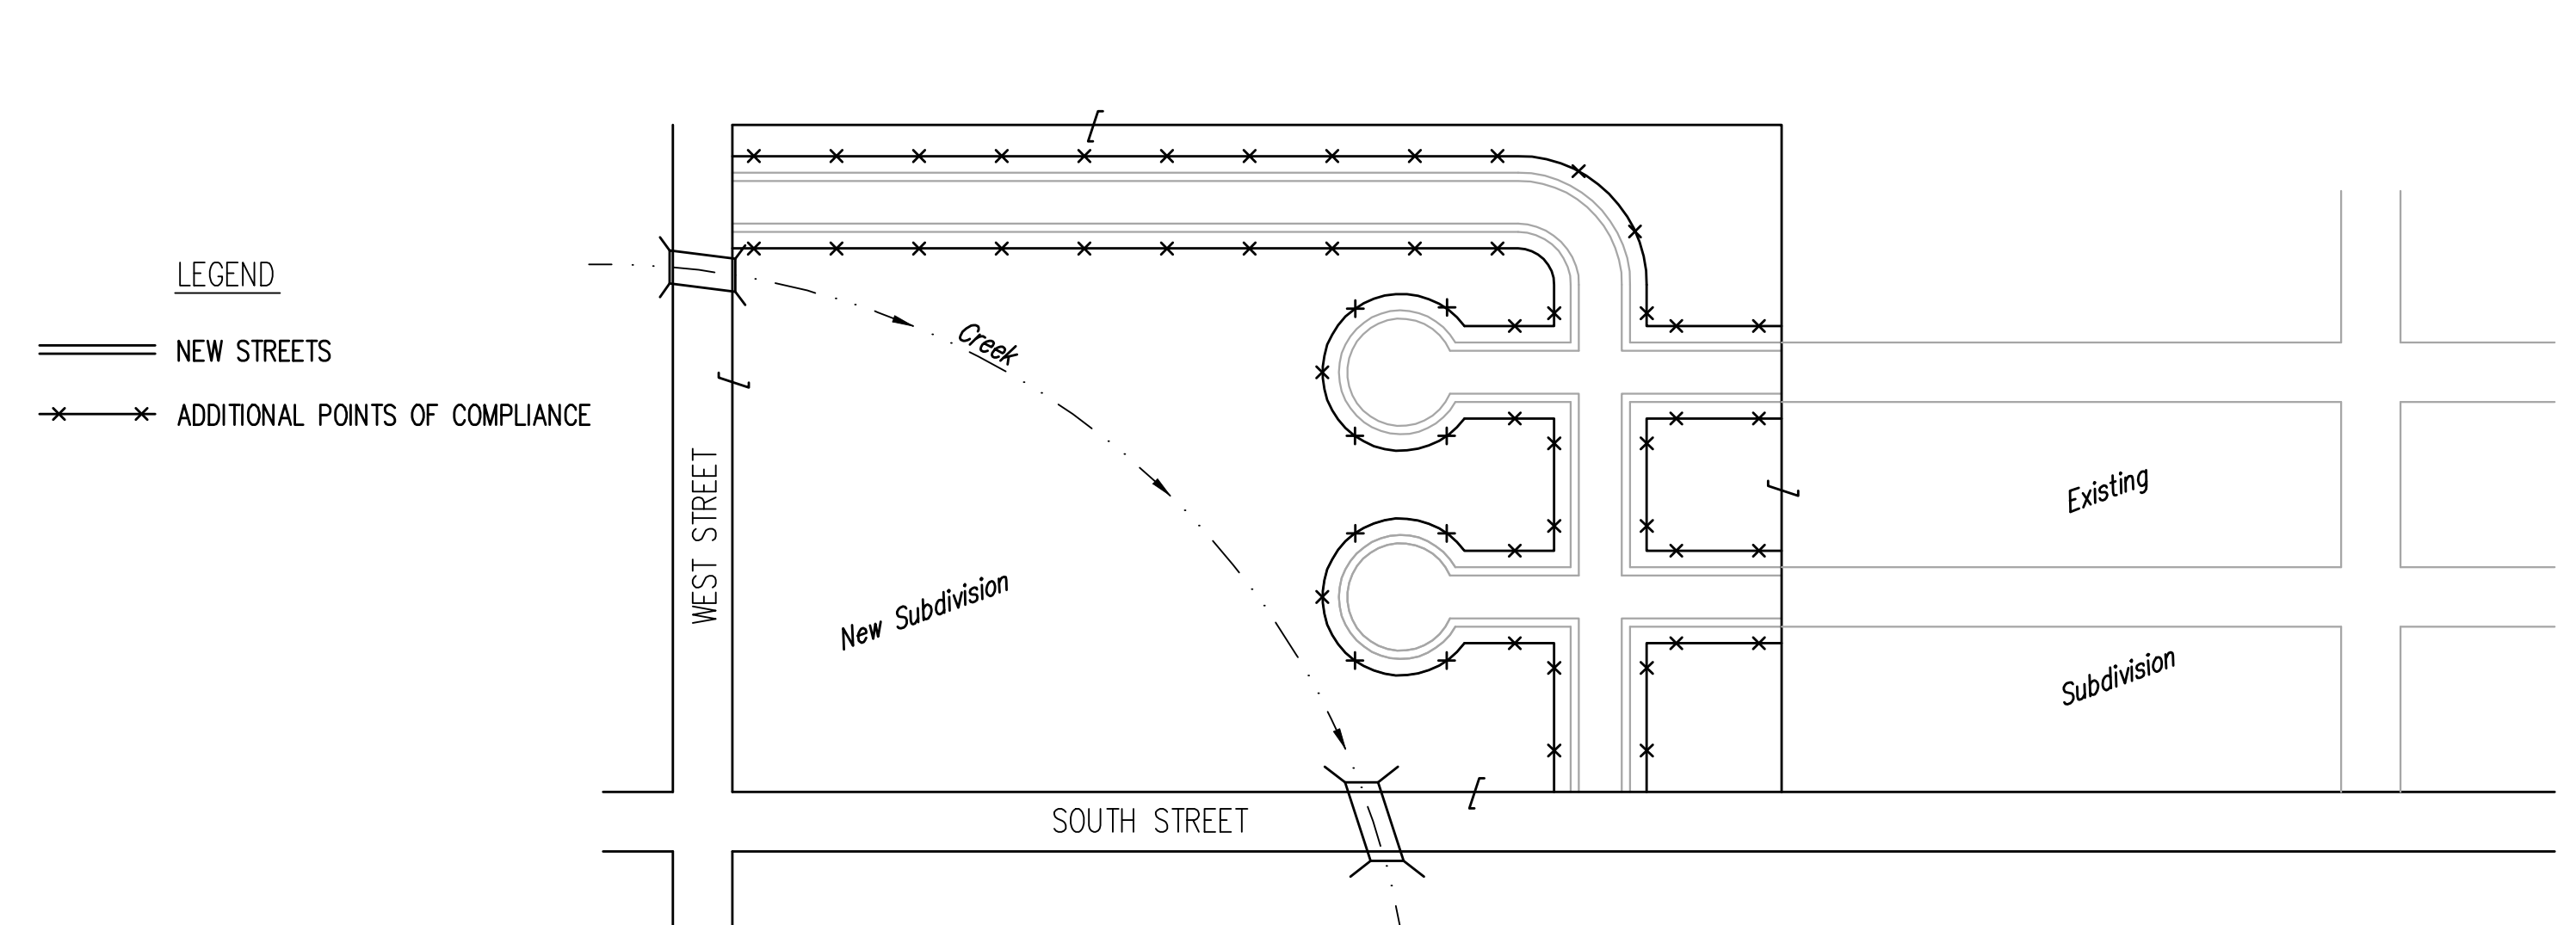 LEGEND
NEW STREETS
ADDITIONAL POINTS OF COMPLIANCE
Creek
WEST STREET
New Subdivision
Existing
Subdivision
SOUTH STREET